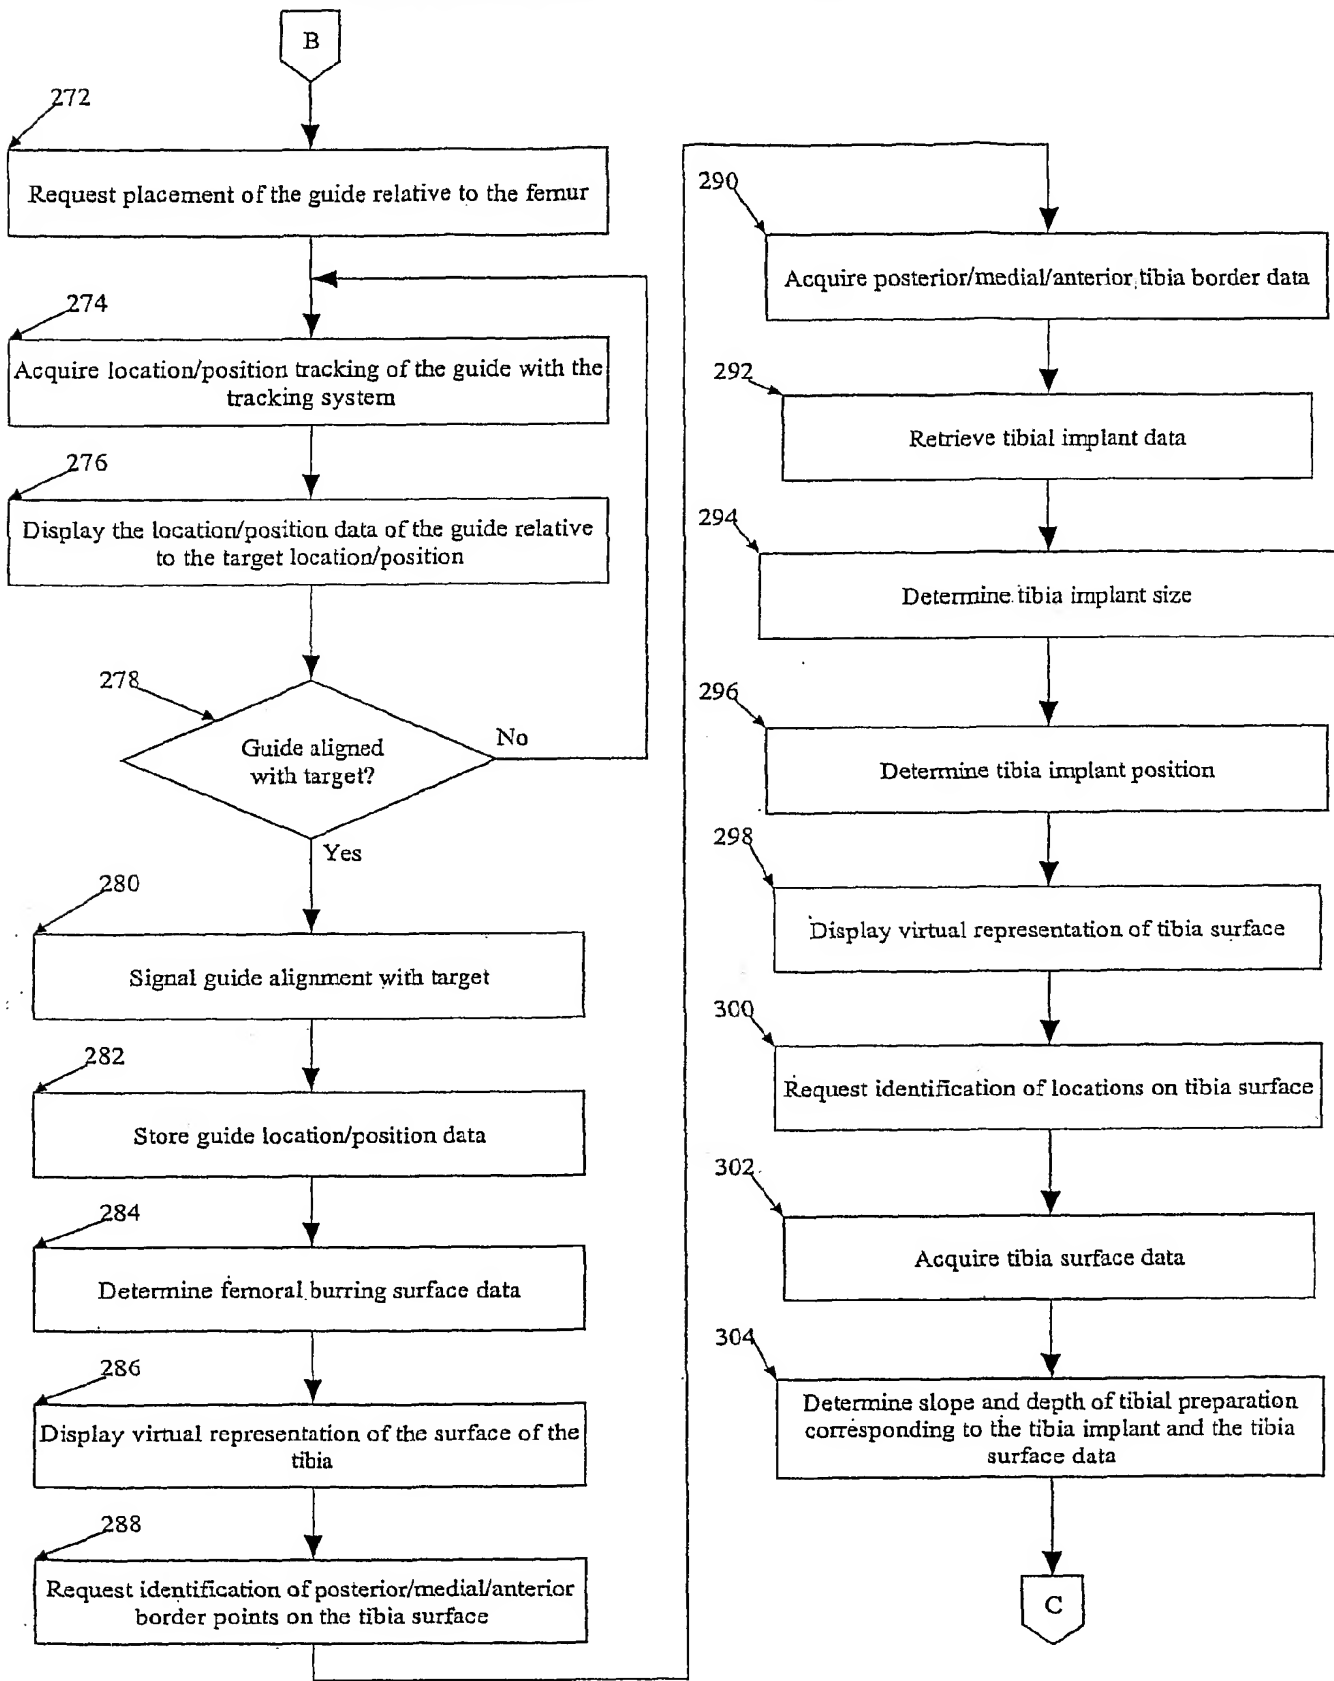 B
272
Request placement of the guide relative to the femur
274
Acquire location/position tracking of the guide with the
tracking system
276
Display the location/position data of the guide relative
to the target location/position
278
Guide aligned
with target?
No
Yes
280
Signal guide alignment with target
282
Store guide location/position data
284
Determine femoral burring surface data
286
Display virtual representation of the surface of the
tibia
288
Request identification of posterior/medial/anterior
border points on the tibia surface
290
Acquire posterior/medial/anterior tibia border data
292
Retrieve tibial implant data
294
Determine tibia implant size
296
Determine tibia implant position
298
Display virtual representation of tibia surface
300
Request identification of locations on tibia surface
302
Acquire tibia surface data
304
Determine slope and depth of tibial preparation
corresponding to the tibia implant and the tibia
surface data
C